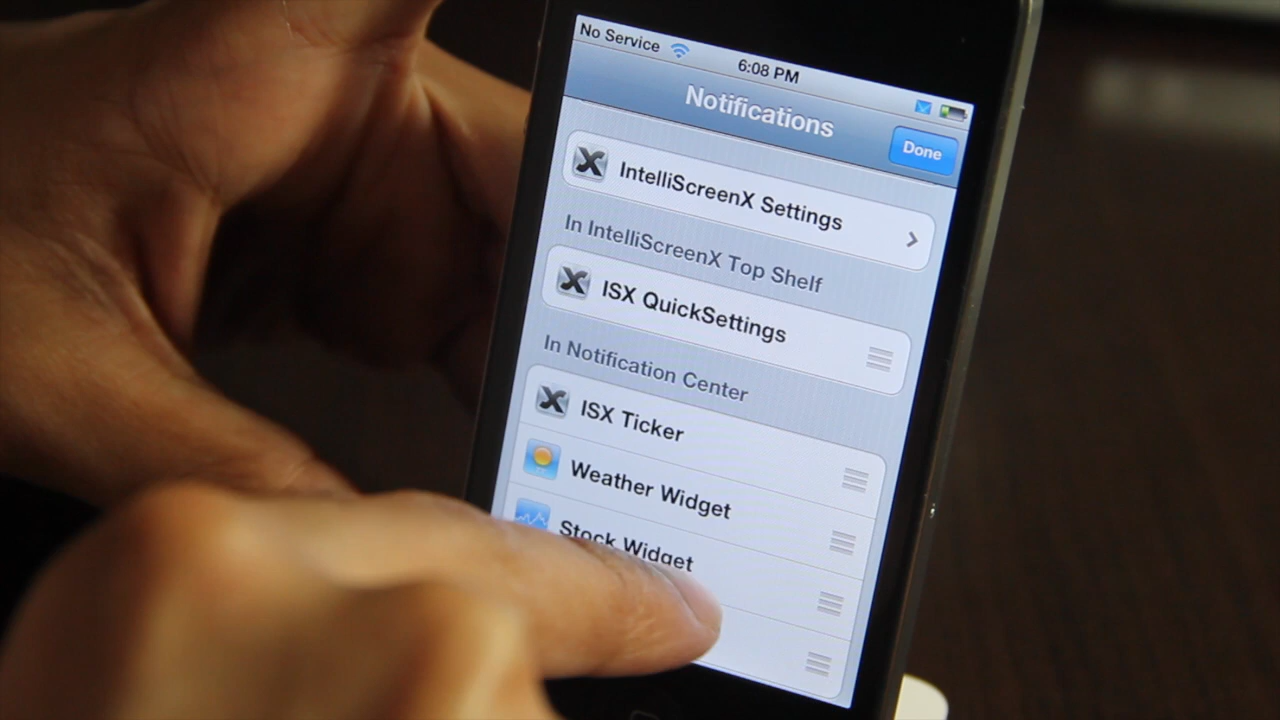 No Service
6:08 PM
Notifications
Done
IntelliScreenX Settings
In IntelliScreenX Top Shelf
ISX QuickSettings
In Notification Center
ISX Ticker
Weather Widget
Stock Widget